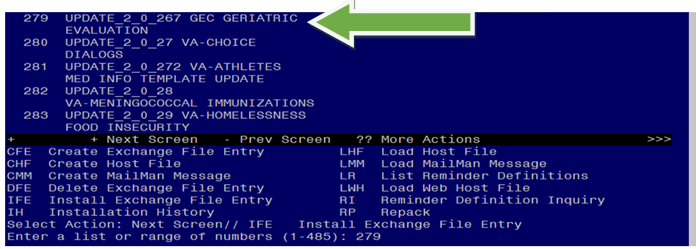 279 UPDATE_2_0_267 GEC GERIATRIC
EVALUATION
280 UPDATE_2_0_27 VA-CHOICE
DIALOGS
281 UPDATE_2_0_272 VA-ATHLETES
MED INFO TEMPLATE UPDATE
282 UPDATE_2_0_28
VA-MENINGOCOCCAL IMMUNIZATIONS
283 UPDATE_2_0_29 VA-HOMELESSNESS
FOOD INSECURITY
+ + Next Screen - Prev Screen ?? More Actions >>>
CFE Create Exchange File Entry LHF Load Host File
CHF Create Host File LMM Load MailMan Message
CMM Create MailMan Message LR List Reminder Definitions
DFE Delete Exchange File Entry LWH Load Web Host File
IFE Install Exchange File Entry RI Reminder Definition Inquiry
IH Installation History RP Repack
Select Action: Next Screen// IFE Install Exchange File Entry
Enter a list or range of numbers (1-485): 279